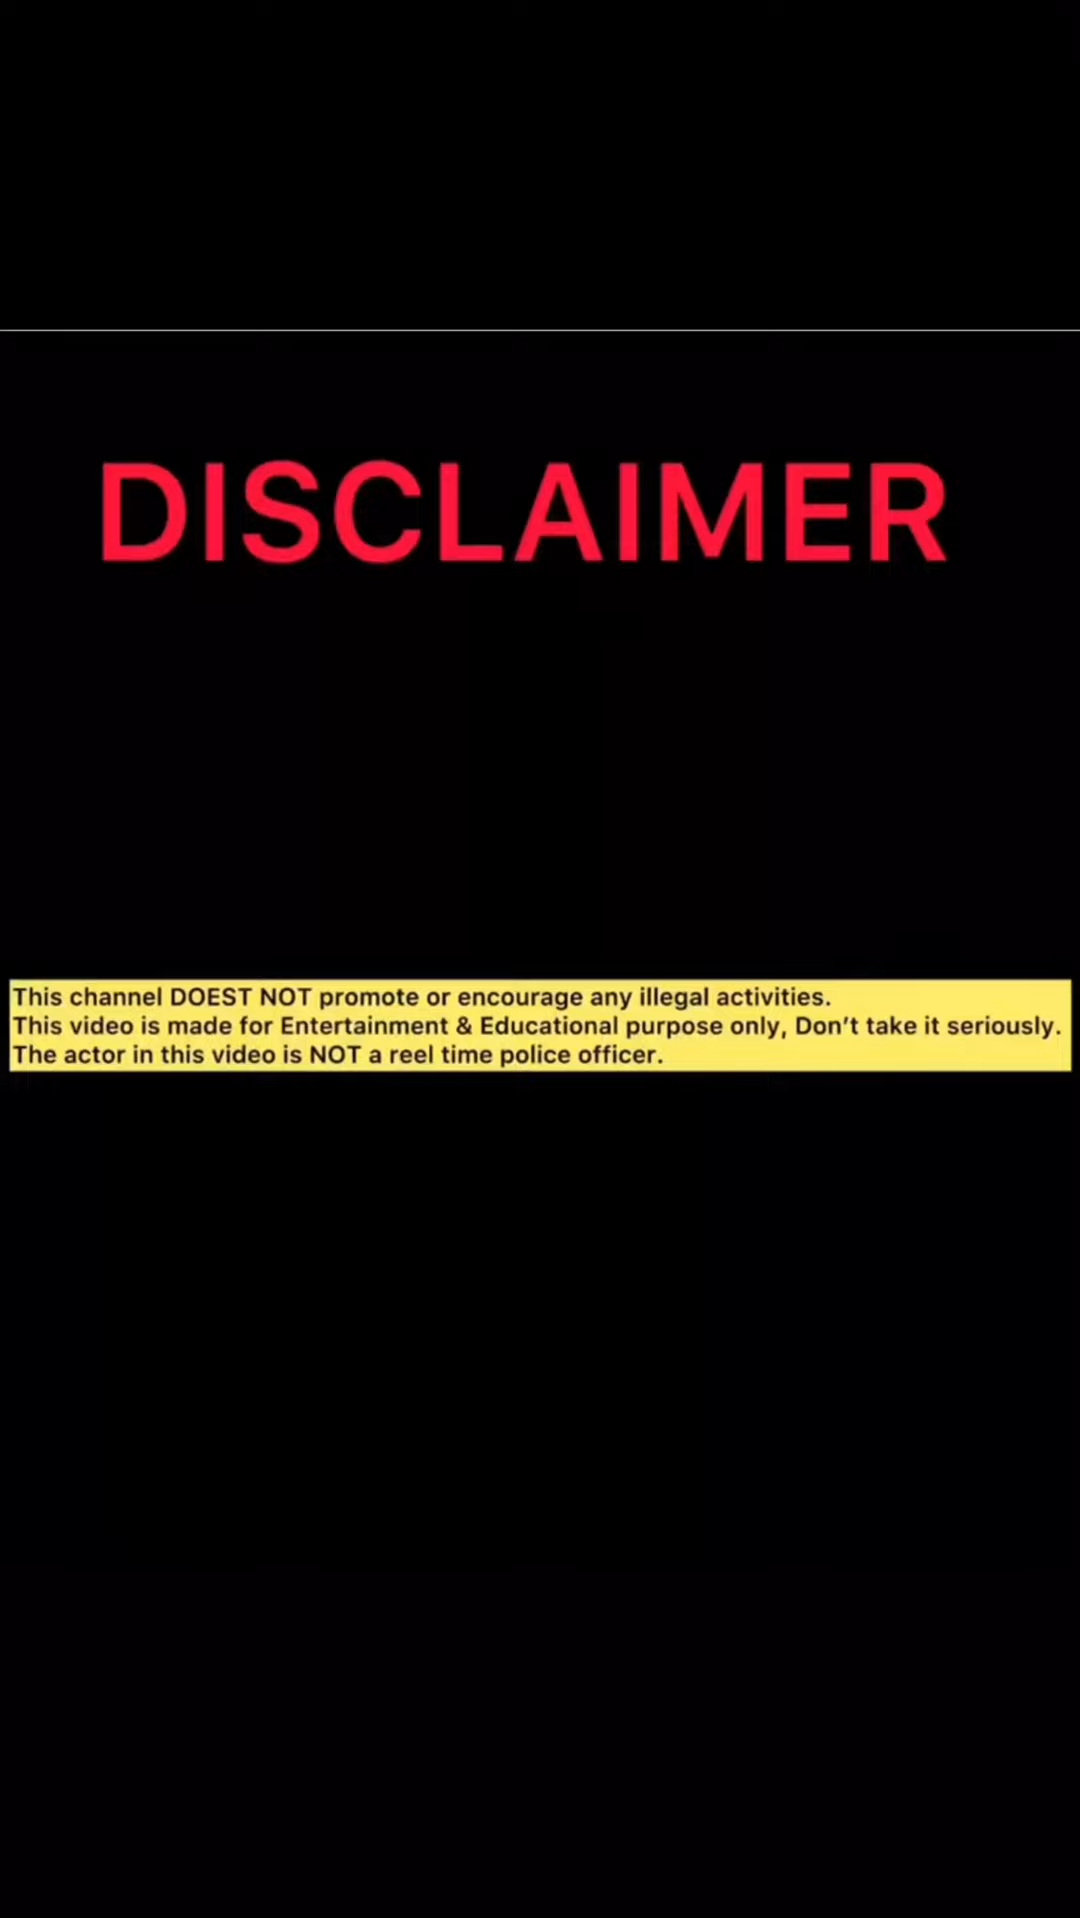 DISCLAIMER
This channel DOEST NOT promote or encourage any illegal activities.
This video is made for Entertainment & Educational purpose only, Don’t take it seriously.
The actor in this video is NOT a reel time police officer.